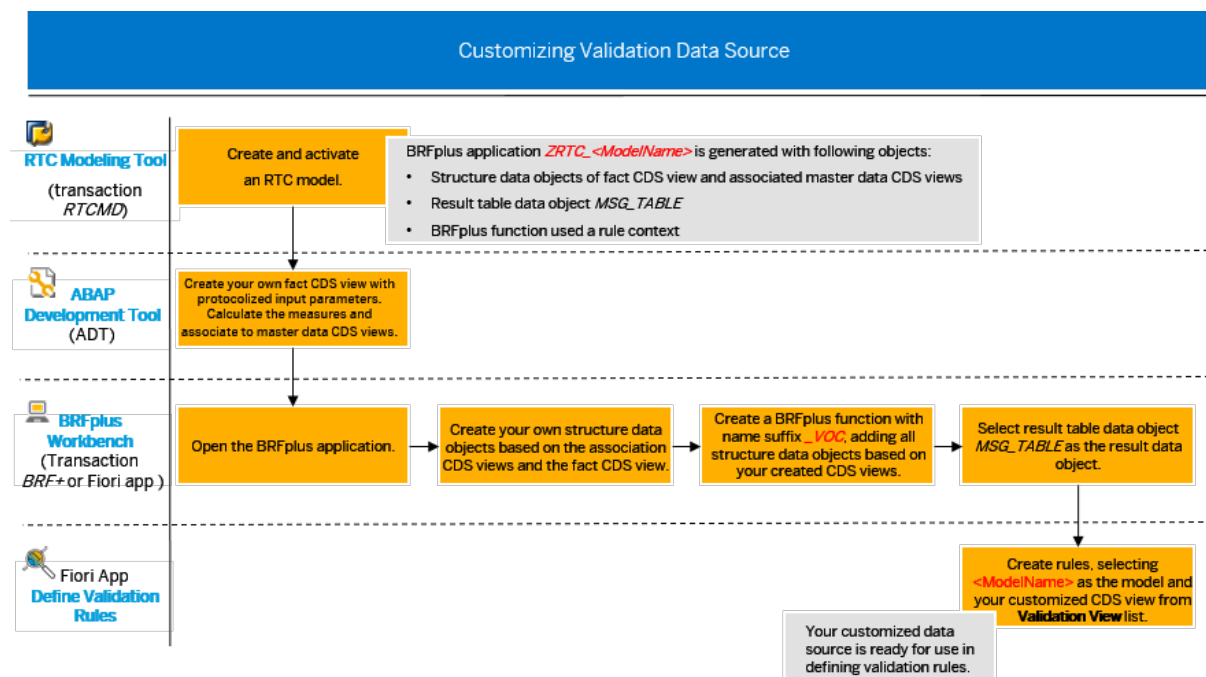 Customizing Validation Data Source
RTC Modeling Tool
(transaction
RTCMD)
Create and activate
an RTC model.
BRFplus application ZRTC_<ModelName> is generated with following objects:
• Structure data objects of fact CDS view and associated master data CDS views
• Result table data object MSG_TABLE
• BRFplus function used a rule context
ABAP
Development Tool
(ADT)
Create your own fact CDS view with
protocolized input parameters.
Calculate the measures and
associate to master data CDS views.
BRFplus
Workbench
(Transaction
BRF+ or Fiori app )
Open the BRFplus application.
Create your own structure data
objects based on the association
CDS views and the fact CDS view.
Create a BRFplus function with
name suffix _VOC, adding all
structure data objects based on
your created CDS views.
Select result table data object
MSG_TABLE as the result data
object.
Fiori App
Define Validation
Rules
Create rules, selecting
<ModelName> as the model and
your customized CDS view from
Validation View list.
Your customized data
source is ready for use in
defining validation rules.